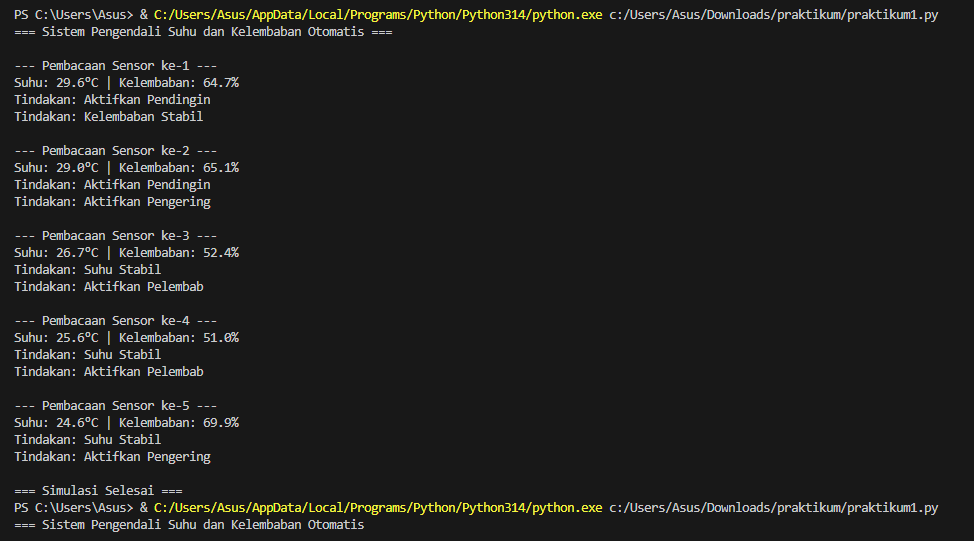 PS C:\Users\Asus> & C:/Users/Asus/AppData/Local/Programs/Python/Python314/python.exe c:/Users/Asus/Downloads/praktikum/praktikum1.py
=== Sistem Pengendali Suhu dan Kelembaban Otomatis ===
--- Pembacaan Sensor ke-1 ---
Suhu: 29.6°C | Kelembaban: 64.7%
Tindakan: Aktifkan Pendingin
Tindakan: Kelembaban Stabil
--- Pembacaan Sensor ke-2 ---
Suhu: 29.0°C | Kelembaban: 65.1%
Tindakan: Aktifkan Pendingin
Tindakan: Aktifkan Pengering
--- Pembacaan Sensor ke-3 ---
Suhu: 26.7°C | Kelembaban: 52.4%
Tindakan: Suhu Stabil
Tindakan: Aktifkan Pelembab
--- Pembacaan Sensor ke-4 ---
Suhu: 25.6°C | Kelembaban: 51.0%
Tindakan: Suhu Stabil
Tindakan: Aktifkan Pelembab
--- Pembacaan Sensor ke-5 ---
Suhu: 24.6°C | Kelembaban: 69.9%
Tindakan: Suhu Stabil
Tindakan: Aktifkan Pengering
=== Simulasi Selesai ===
PS C:\Users\Asus> & C:/Users/Asus/AppData/Local/Programs/Python/Python314/python.exe c:/Users/Asus/Downloads/praktikum/praktikum1.py
=== Sistem Pengendali Suhu dan Kelembaban Otomatis